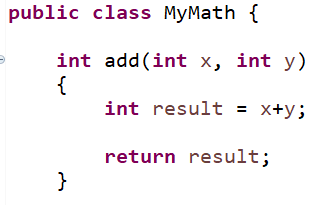 public class MyMath {
int add(int x, int y)
{
int result = x+y;
return result;
}